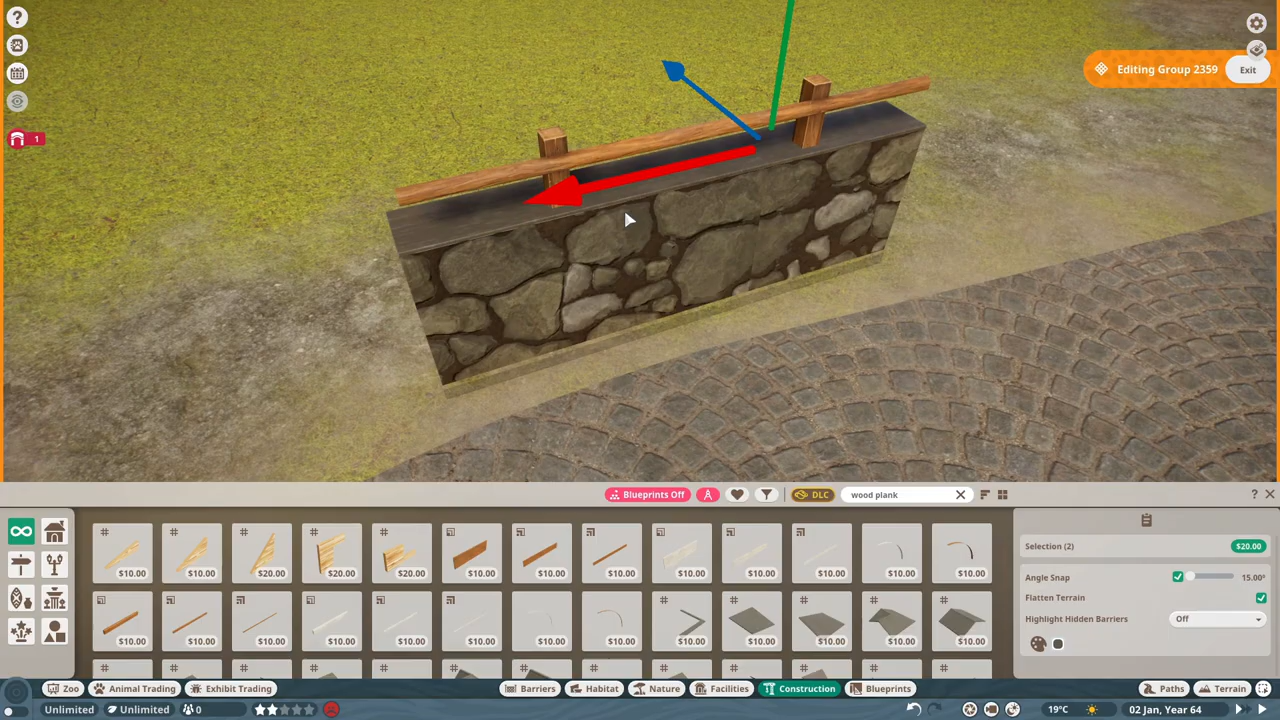 Editing Group 2359
Exit
1
Blueprints Off
DLC
wood plank
$10.00 $10.00 $20.00 $20.00 $20.00 $10.00 $10.00 $10.00 $10.00 $10.00 $10.00 $10.00 $10.00
$10.00 $10.00 $10.00 $10.00 $10.00 $10.00 $10.00 $10.00 $10.00 $10.00 $10.00 $10.00 $10.00
Selection (2)
$20.00
Angle Snap
15.00°
Flatten Terrain
Highlight Hidden Barriers
Off
Zoo
Animal Trading
Exhibit Trading
Barriers
Habitat
Nature
Facilities
Construction
Blueprints
Paths
Terrain
Unlimited
Unlimited
0
19°C
02 Jan, Year 64